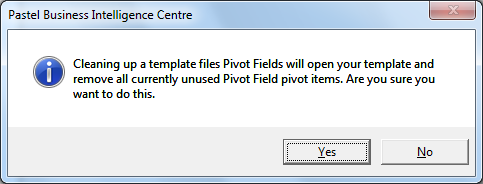 Pastel Business Intelligence Centre
Cleaning up a template files Pivot Fields will open your template and
remove all currently unused Pivot Field pivot items. Are you sure you
want to do this.
Yes No